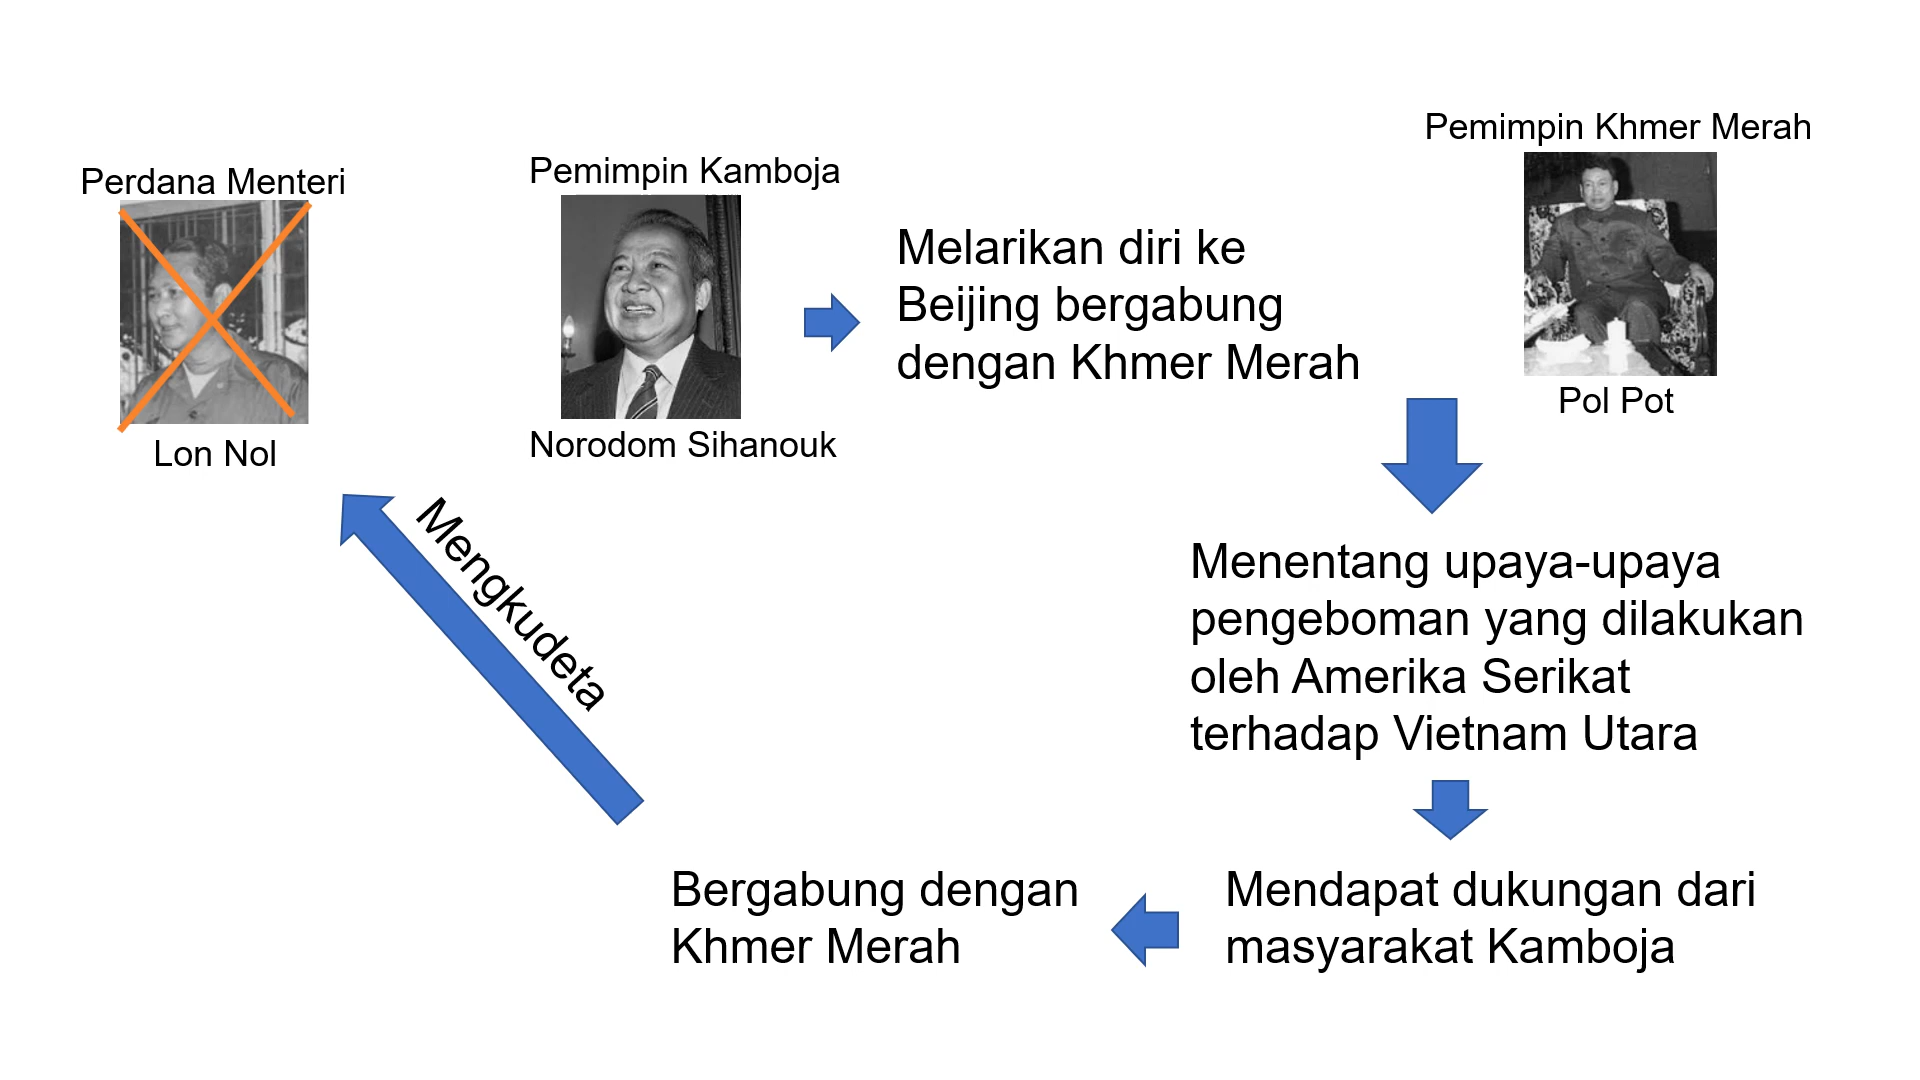 Perdana Menteri
Lon Nol
Pemimpin Kamboja
Norodom Sihanouk
Melarikan diri ke
Beijing bergabung
dengan Khmer Merah
Pemimpin Khmer Merah
Pol Pot
Menentang upaya-upaya
pengeboman yang dilakukan
oleh Amerika Serikat
terhadap Vietnam Utara
Mendapat dukungan dari
masyarakat Kamboja
Bergabung dengan
Khmer Merah
Mengkudeta